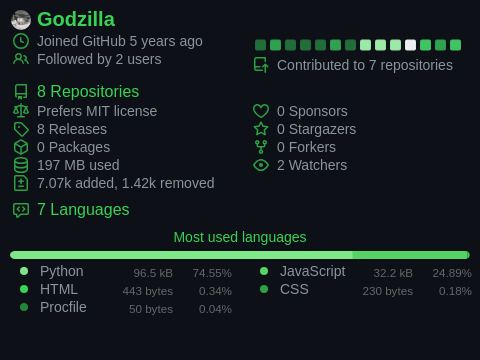 Godzilla
Joined GitHub 5 years ago
Followed by 2 users
Contributed to 7 repositories
8 Repositories
Prefers MIT license
8 Releases
0 Packages
197 MB used
7.07k added, 1.42k removed
0 Sponsors
0 Stargazers
0 Forkers
2 Watchers
7 Languages
Most used languages
Python 96.5 kB 74.55%
HTML 443 bytes 0.34%
Procfile 50 bytes 0.04%
JavaScript 32.2 kB 24.89%
CSS 230 bytes 0.18%